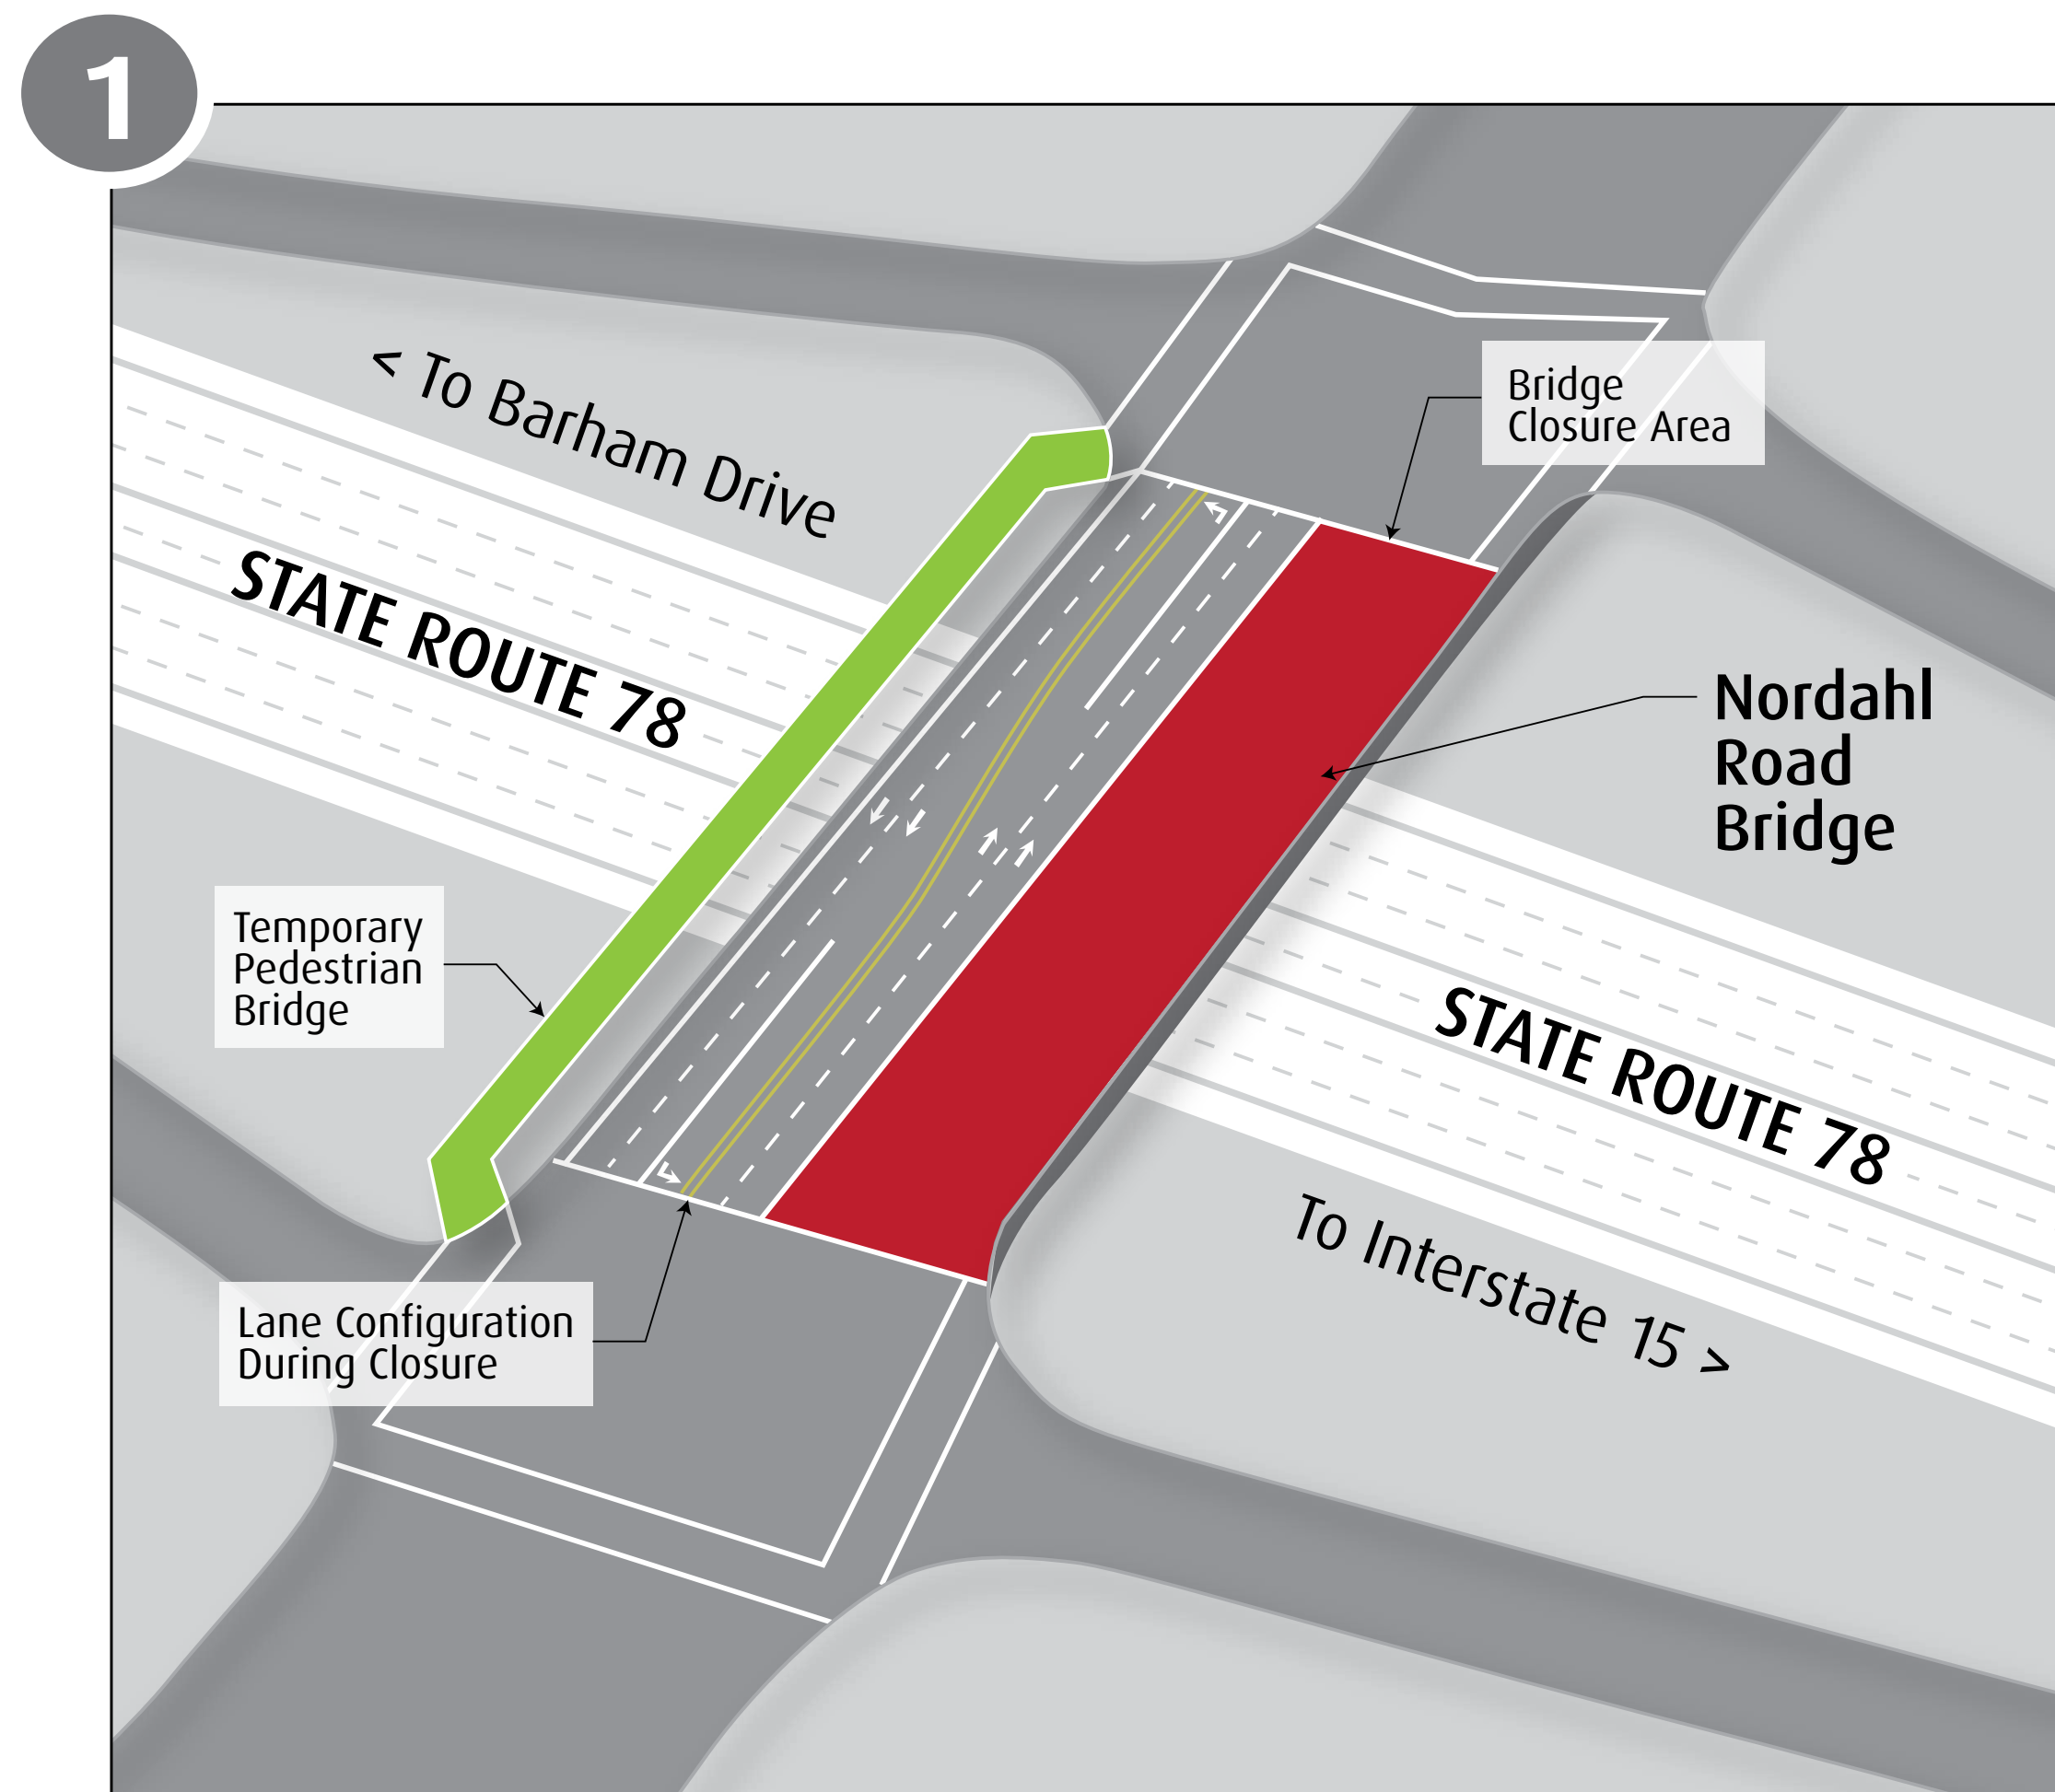 1
< To Barham Drive
Bridge
Closure Area
STATE ROUTE 78
Nordahl
Road
Bridge
Temporary
Pedestrian
Bridge
STATE ROUTE 78
To Interstate 15 >
Lane Configuration
During Closure